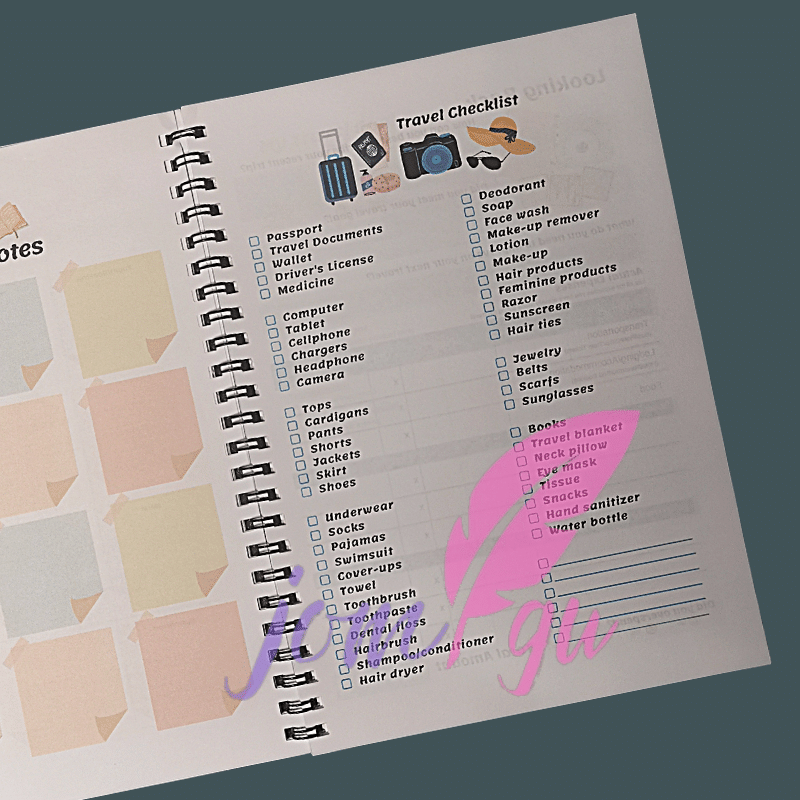 otes
Travel Checklist
Passport
Travel Documents
Wallet
Driver's License
Medicine
Computer
Tablet
Cellphone
Chargers
Headphone
Camera
Tops
Cardigans
Pants
Shorts
Jackets
Skirt
Shoes
Underwear
Socks
Pajamas
Swimsuit
Cover-ups
Towel
Toothbrush
Toothpaste
Dental floss
Hairbrush
Shampoo/conditioner
Hair dryer
Deodorant
Soap
Face wash
Make-up remover
Lotion
Make-up
Hair products
Feminine products
Razor
Sunscreen
Hair ties
Jewelry
Belts
Scarfs
Sunglasses
Books
Travel blanket
Neck pillow
Eye mask
Tissue
Snacks
Hand sanitizer
Water bottle
jomfgu